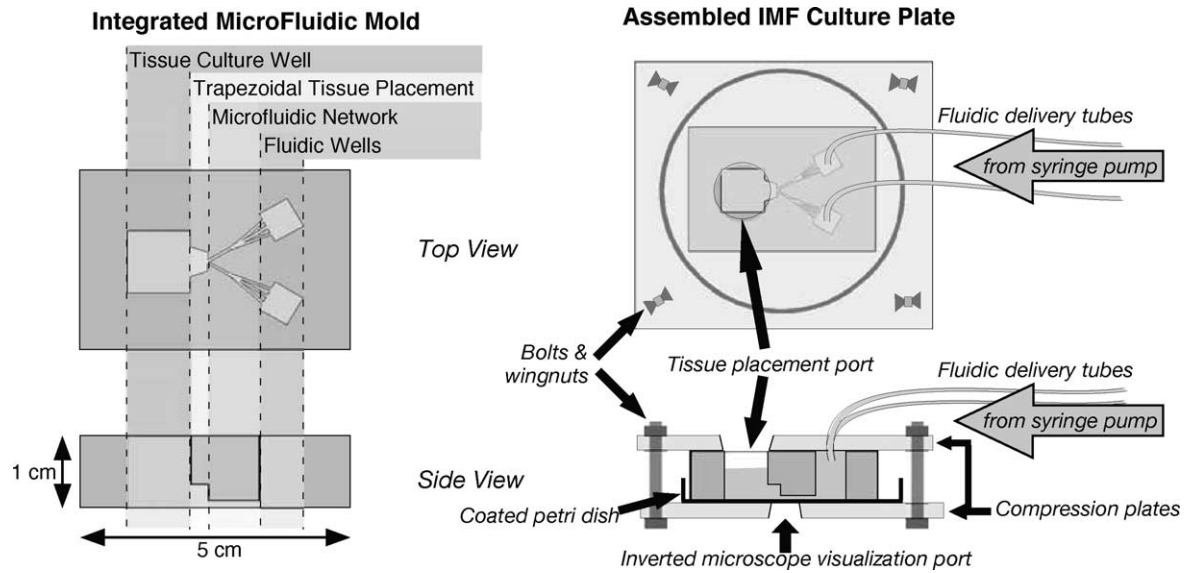 Integrated MicroFluidic Mold
Tissue Culture Well
Trapezoidal Tissue Placement
Microfluidic Network
Fluidic Wells
1 cm
5 cm
Top View
Side View
Assembled IMF Culture Plate
Fluidic delivery tubes
from syringe pump
Bolts &
wingnuts
Tissue placement port
Fluidic delivery tubes
from syringe pump
Coated petri dish
Compression plates
Inverted microscope visualization port